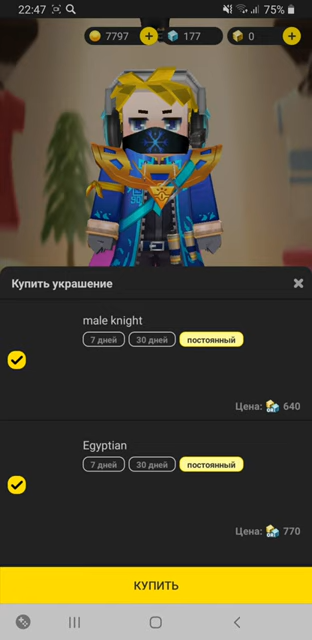 22:47 75%
7797 177 0
Купить украшение
male knight
7 дней 30 дней постоянный
Цена: 640
Egyptian
7 дней 30 дней постоянный
Цена: 770
КУПИТЬ